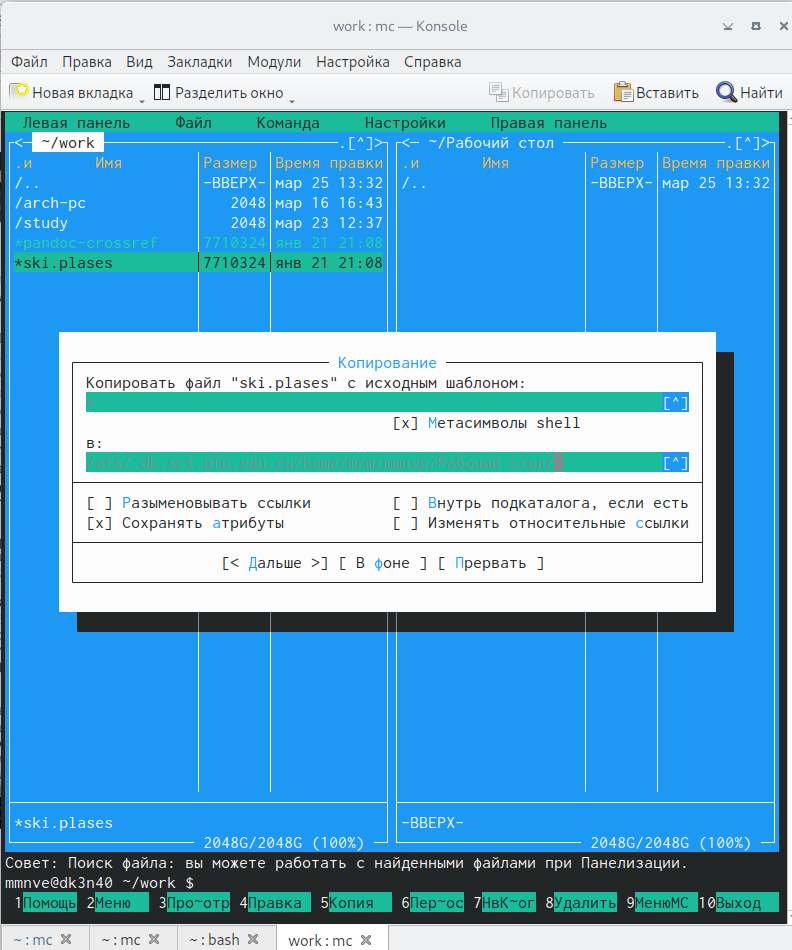 work : mc — Konsole
Файл Правка Вид Закладки Модули Настройка Справка
Новая вкладка Разделить окно Копировать Вставить Найти
Левая панель Файл Команда Настройки Правая панель
<— ~/work .[^]> <— ~/Рабочий стол .[^]>
.и Имя Размер Время правки .и Имя Размер Время правки
/.. -ВВЕРХ- мар 25 13:32 /.. -ВВЕРХ- мар 25 13:32
/arch-pc 2048 мар 16 16:43
/study 2048 мар 23 12:37
*pandoc-crossref 7710324 янв 21 21:08
*ski.plases 7710324 янв 21 21:08
Копирование
Копировать файл "ski.plases" с исходным шаблоном:
* [^]
[x] Метасимволы shell
в:
/afs/.dk.sci.pfu.edu.ru/home/m/m/mmnve/Рабочий стол/ [^]
[ ] Разыменовывать ссылки [ ] Внутрь подкаталога, если есть
[x] Сохранять атрибуты [ ] Изменять относительные ссылки
[< Дальше >] [ В фоне ] [ Прервать ]
*ski.plases -ВВЕРХ-
2048G/2048G (100%) 2048G/2048G (100%)
Совет: Поиск файла: вы можете работать с найденными файлами при Панелизации.
mmnve@dk3n40 ~/work $
1Помощь 2Меню 3Про~отр 4Правка 5Копия 6Пер~ос 7НвК~ог 8Удалить 9МенюМС 10Выход
~ : mc ~ : mc ~ : bash work : mc